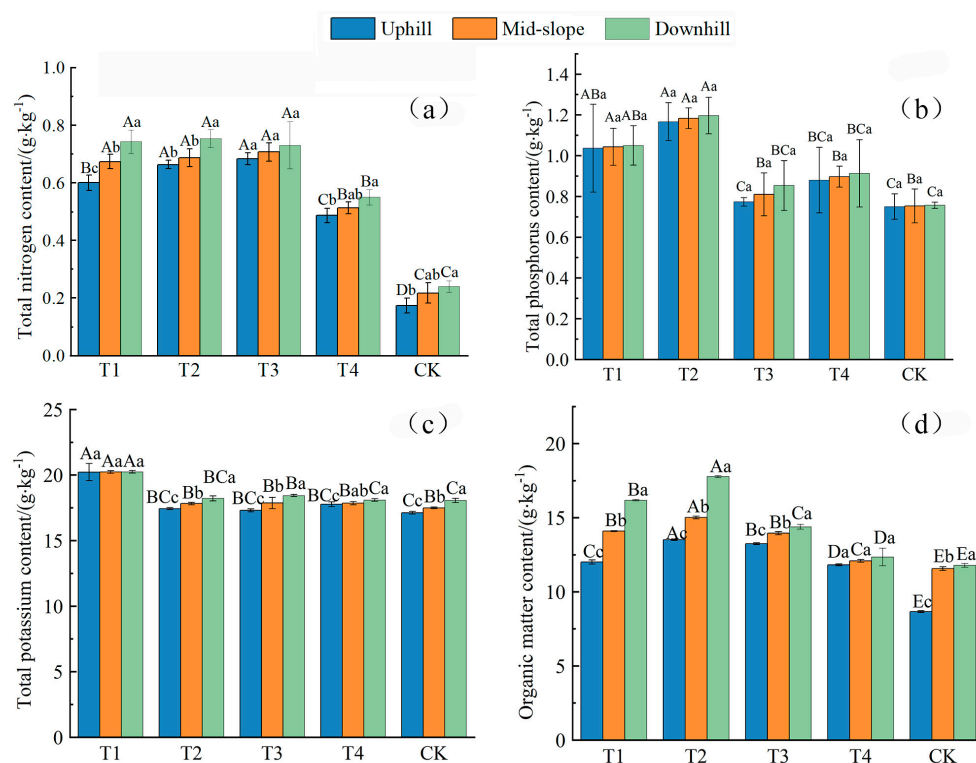 Uphill Mid-slope Downhill
Total nitrogen content/(g·kg-1)
1.0
0.8
0.6
0.4
0.2
0.0
(a)
Bc Ab Aa
Ab Ab Aa
Aa Aa Aa
Cb Bab Ba
Db Cab Ca
T1 T2 T3 T4 CK
Total phosphorus content/(g·kg-1)
1.4
1.2
1.0
0.8
0.6
0.4
0.2
0.0
(b)
ABa Aa ABa
Aa Aa Aa
Ca Ba BCa
BCa Ba BCa
Ca Ba Ca
T1 T2 T3 T4 CK
Total potassium content/(g·kg-1)
25
20
15
10
5
0
(c)
Aa Aa Aa
BCc Bb BCa
BCc Bb Ba
BCc Bab Ca
Cc Bb Ca
T1 T2 T3 T4 CK
Organic matter content/(g·kg-1)
20
15
10
5
0
(d)
Cc Bb Ba
Ac Ab Aa
Bc Bb Ca
Da Ca Da
Ec Eb Ea
T1 T2 T3 T4 CK